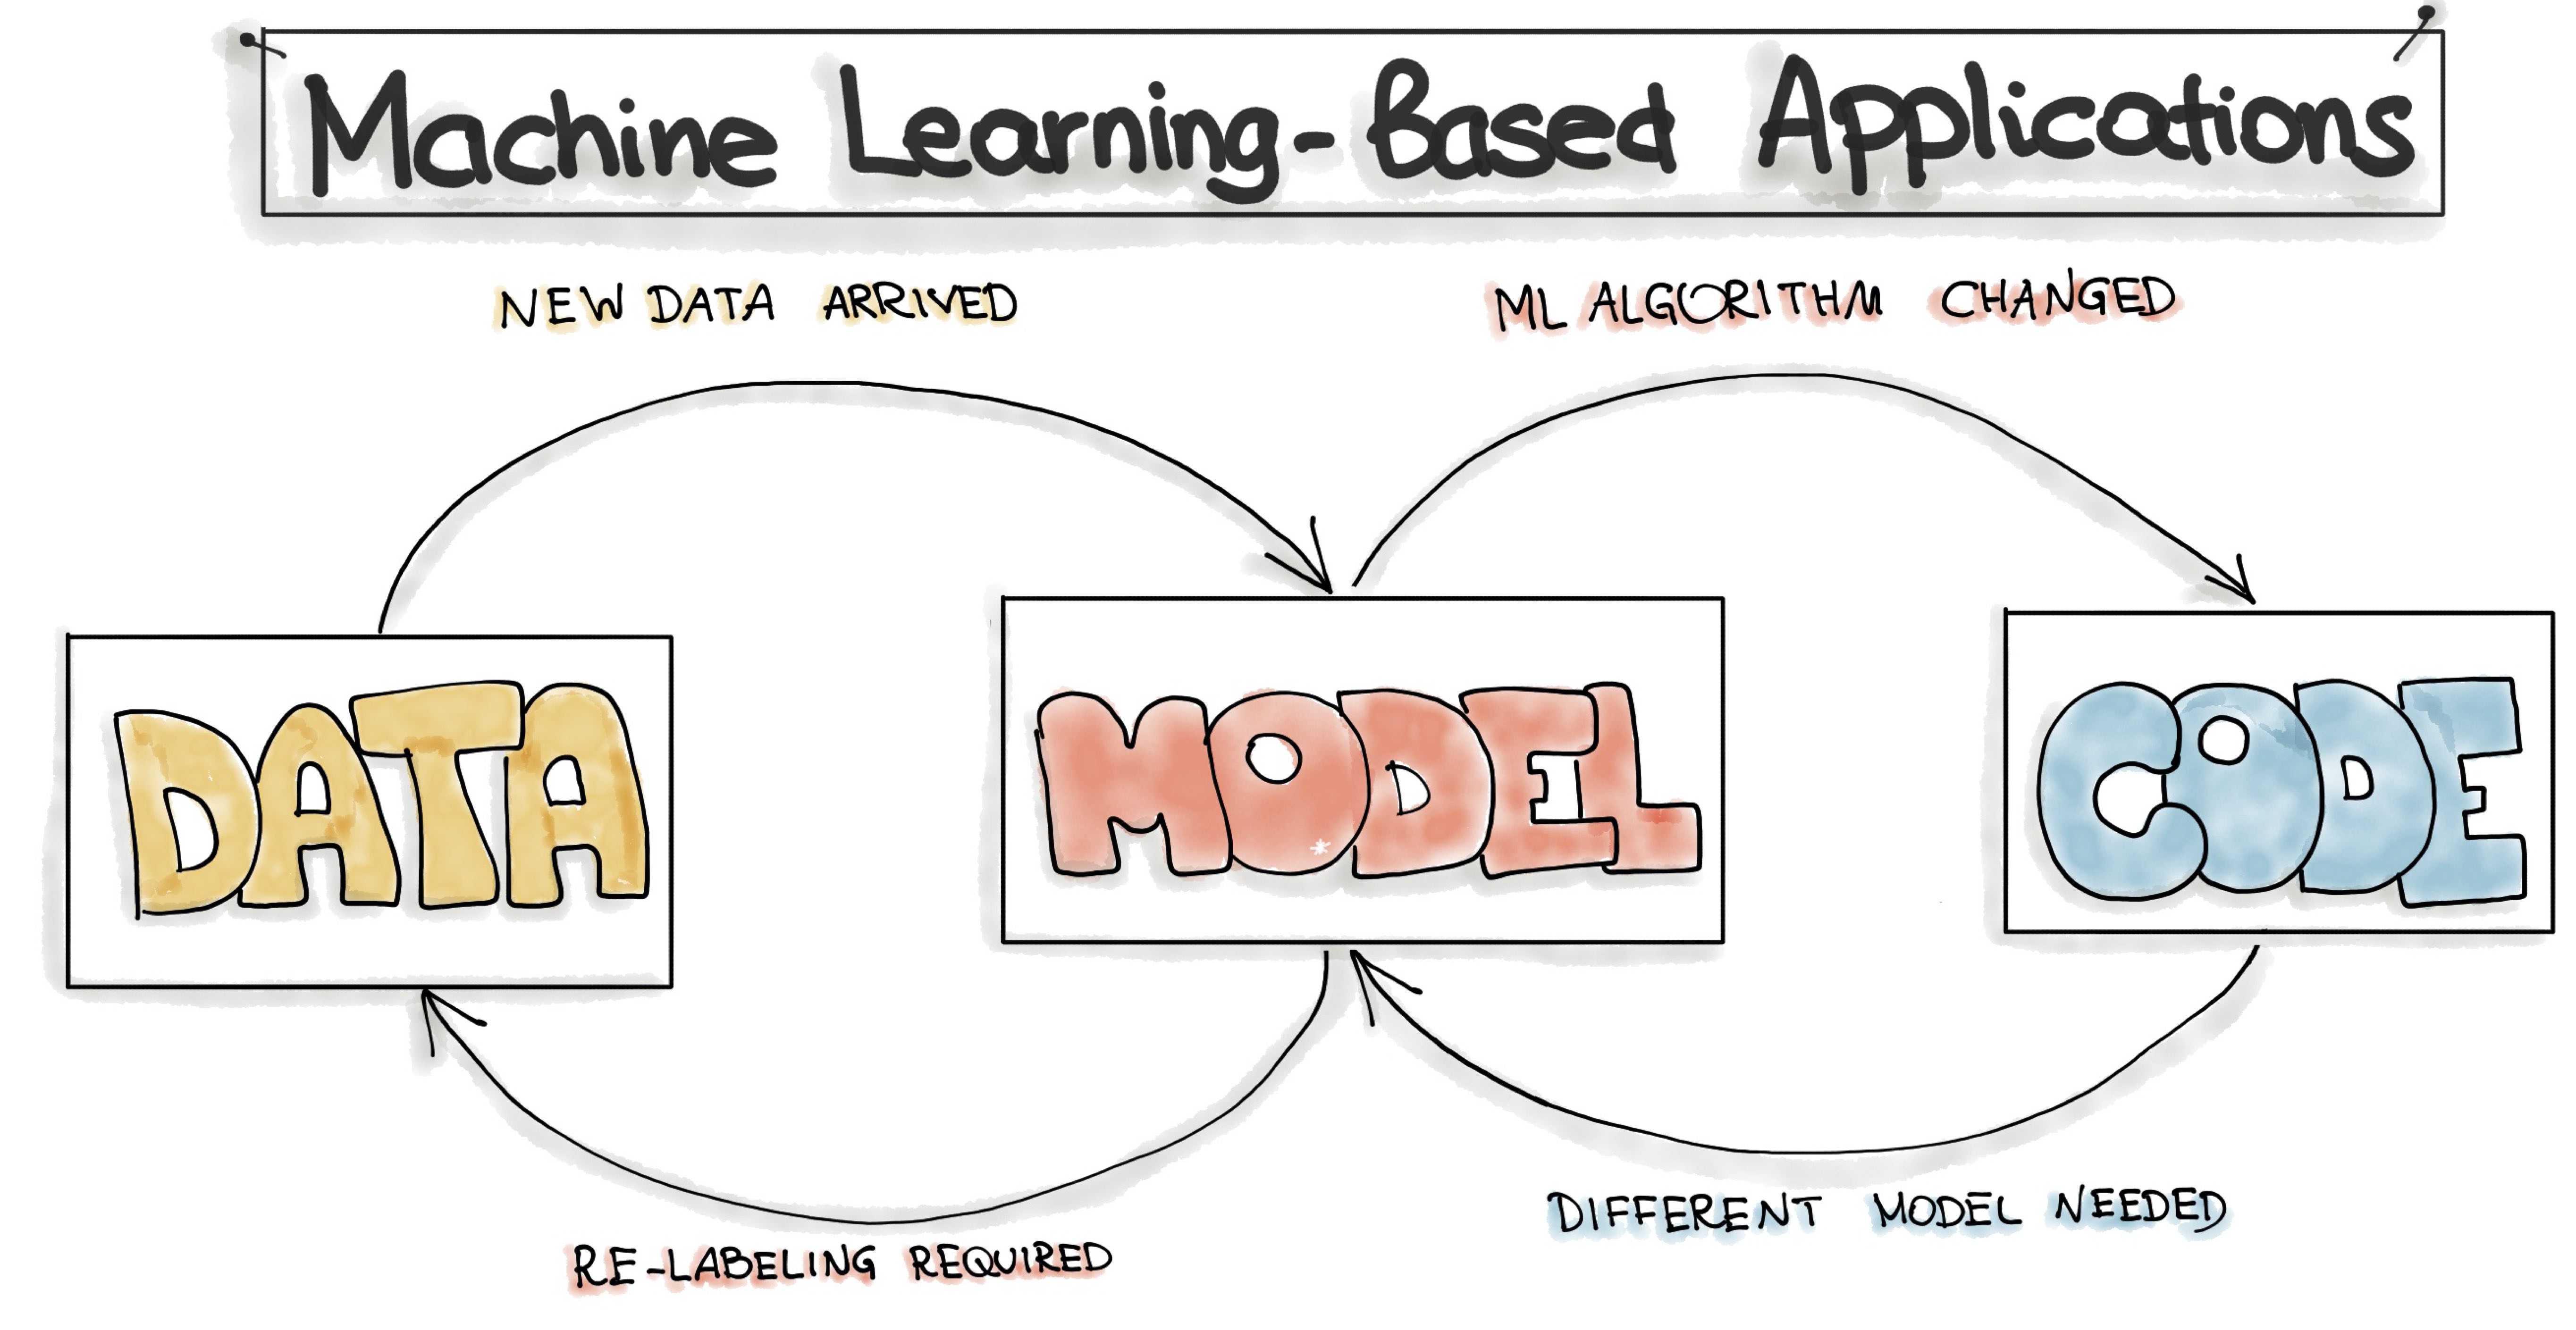 Machine Learning-Based Applications
NEW DATA ARRIVED
ML ALGORITHM CHANGED
DATA
MODEL
CODE
DIFFERENT MODEL NEEDED
RE-LABELING REQUIRED